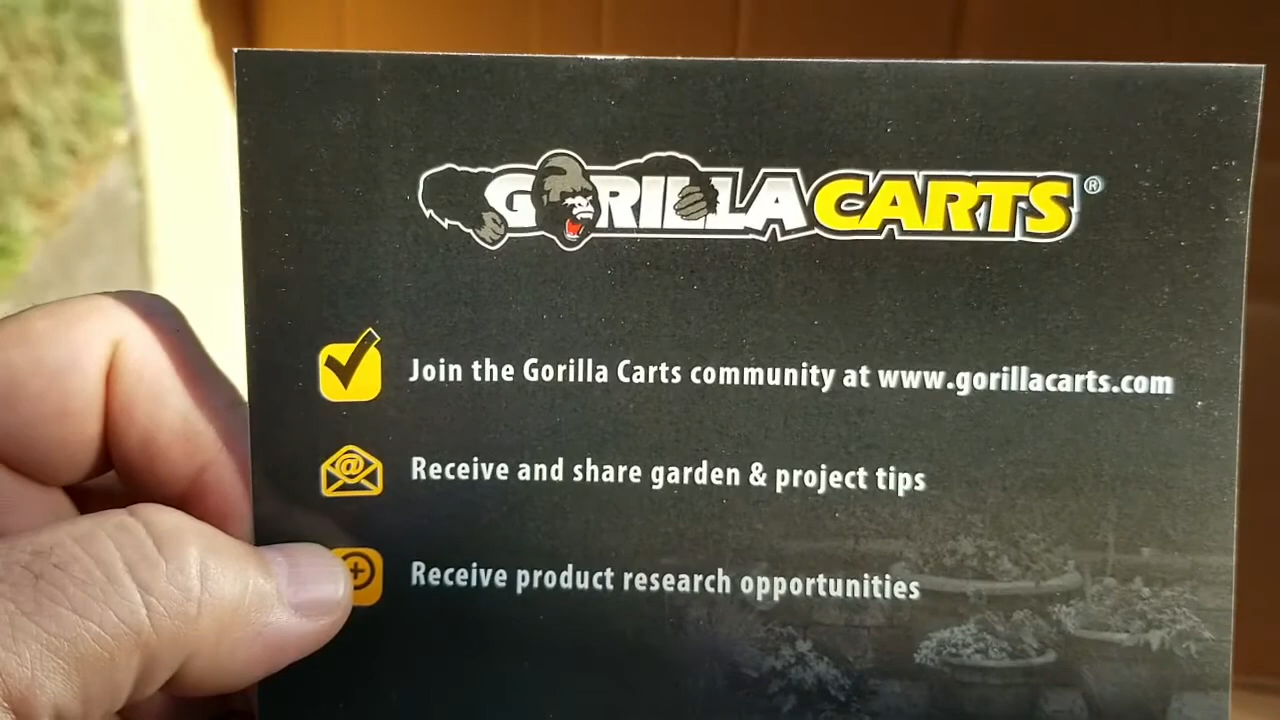 GORILLA CARTS®
Join the Gorilla Carts community at www.gorillacarts.com
Receive and share garden & project tips
Receive product research opportunities